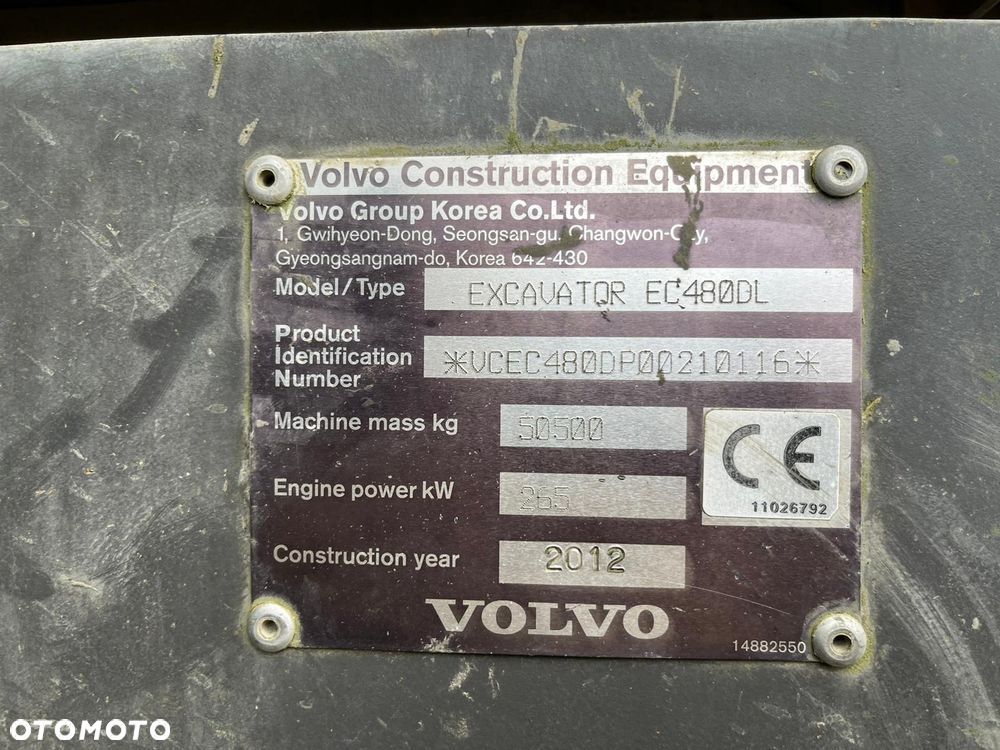 Volvo Construction Equipment
Volvo Group Korea Co.Ltd.
1, Gwihyeon-Dong, Seongsan-gu, Changwon-City,
Gyeongsangnam-do, Korea 642-430
Model/Type EXCAVATOR EC480DL
Product
Identification
Number *VCEC480DP00210116*
Machine mass kg 50500
CE
Engine power kW 265
11026792
Construction year 2012
VOLVO
14882550
OTOMOTO